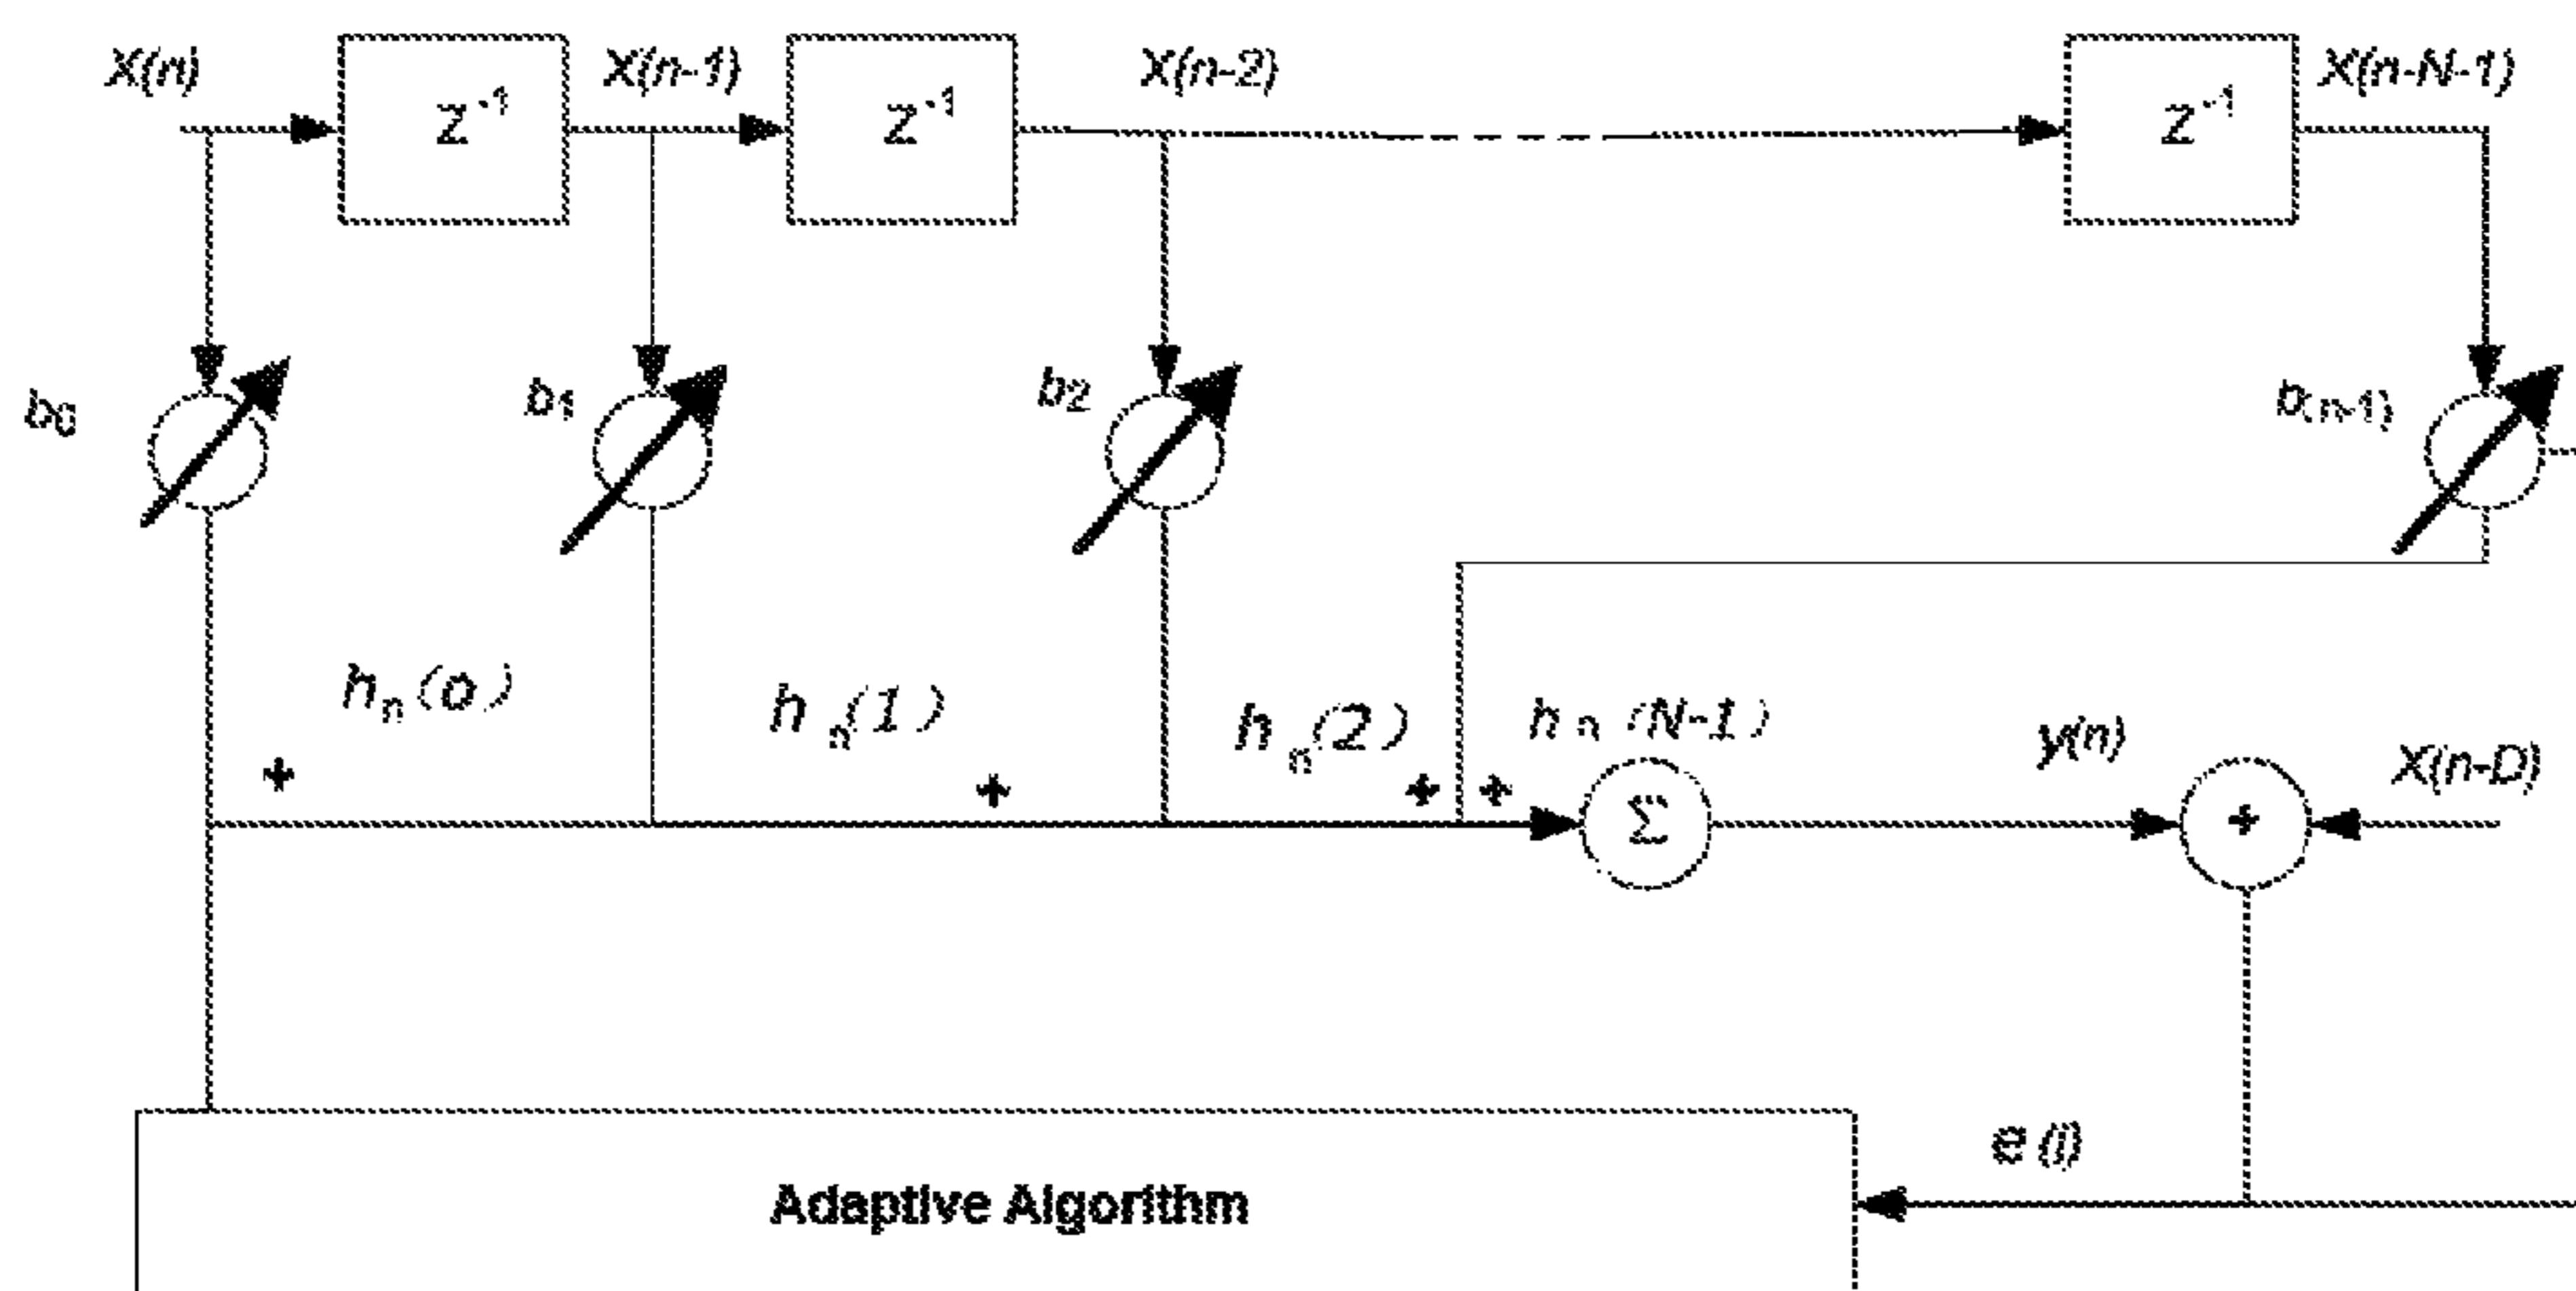 X(n) Z⁻¹ X(n-1) Z⁻¹ X(n-2) Z⁻¹ X(n-N-1)
b₀ b₁ b₂ b₍ₙ₋₁₎
hₙ(0) hₙ(1) hₙ(2) hₙ(N-1) y(n) X(n-D)
+ + + + Σ +
e(i)
Adaptive Algorithm